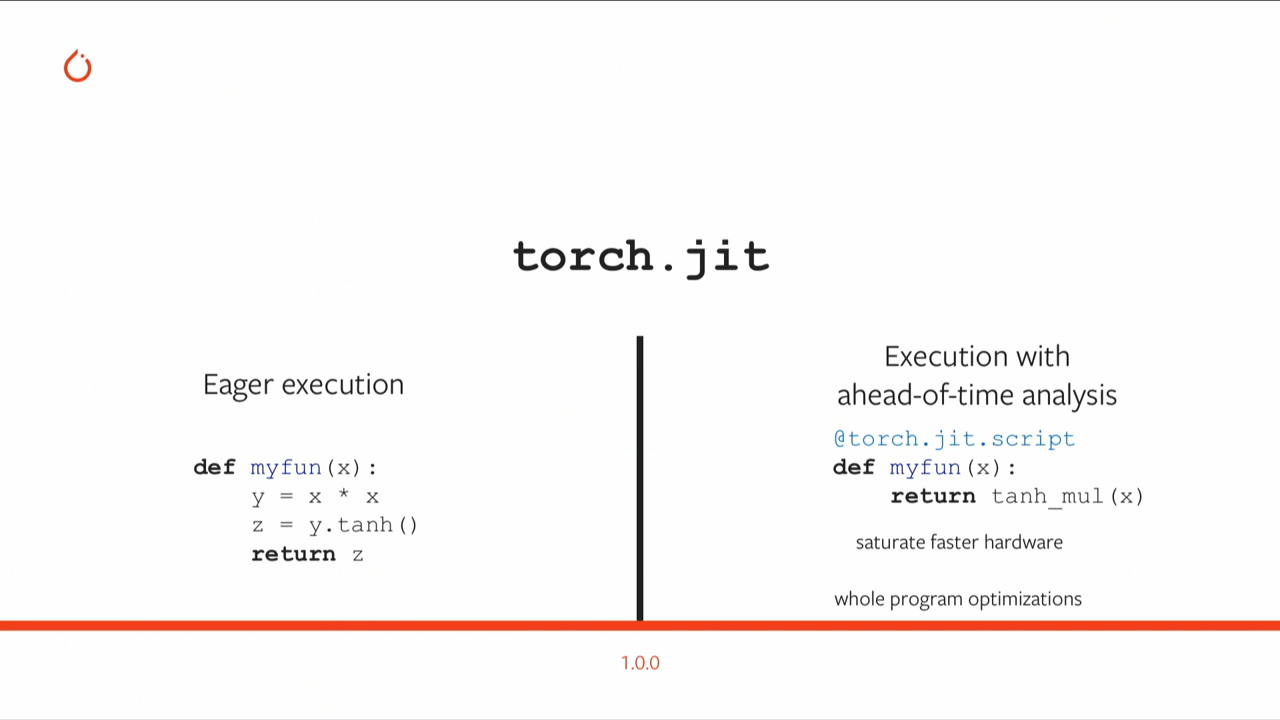 torch.jit
Eager execution
def myfun(x):
    y = x * x
    z = y.tanh()
    return z
Execution with
ahead-of-time analysis
@torch.jit.script
def myfun(x):
    return tanh_mul(x)
saturate faster hardware
whole program optimizations
1.0.0